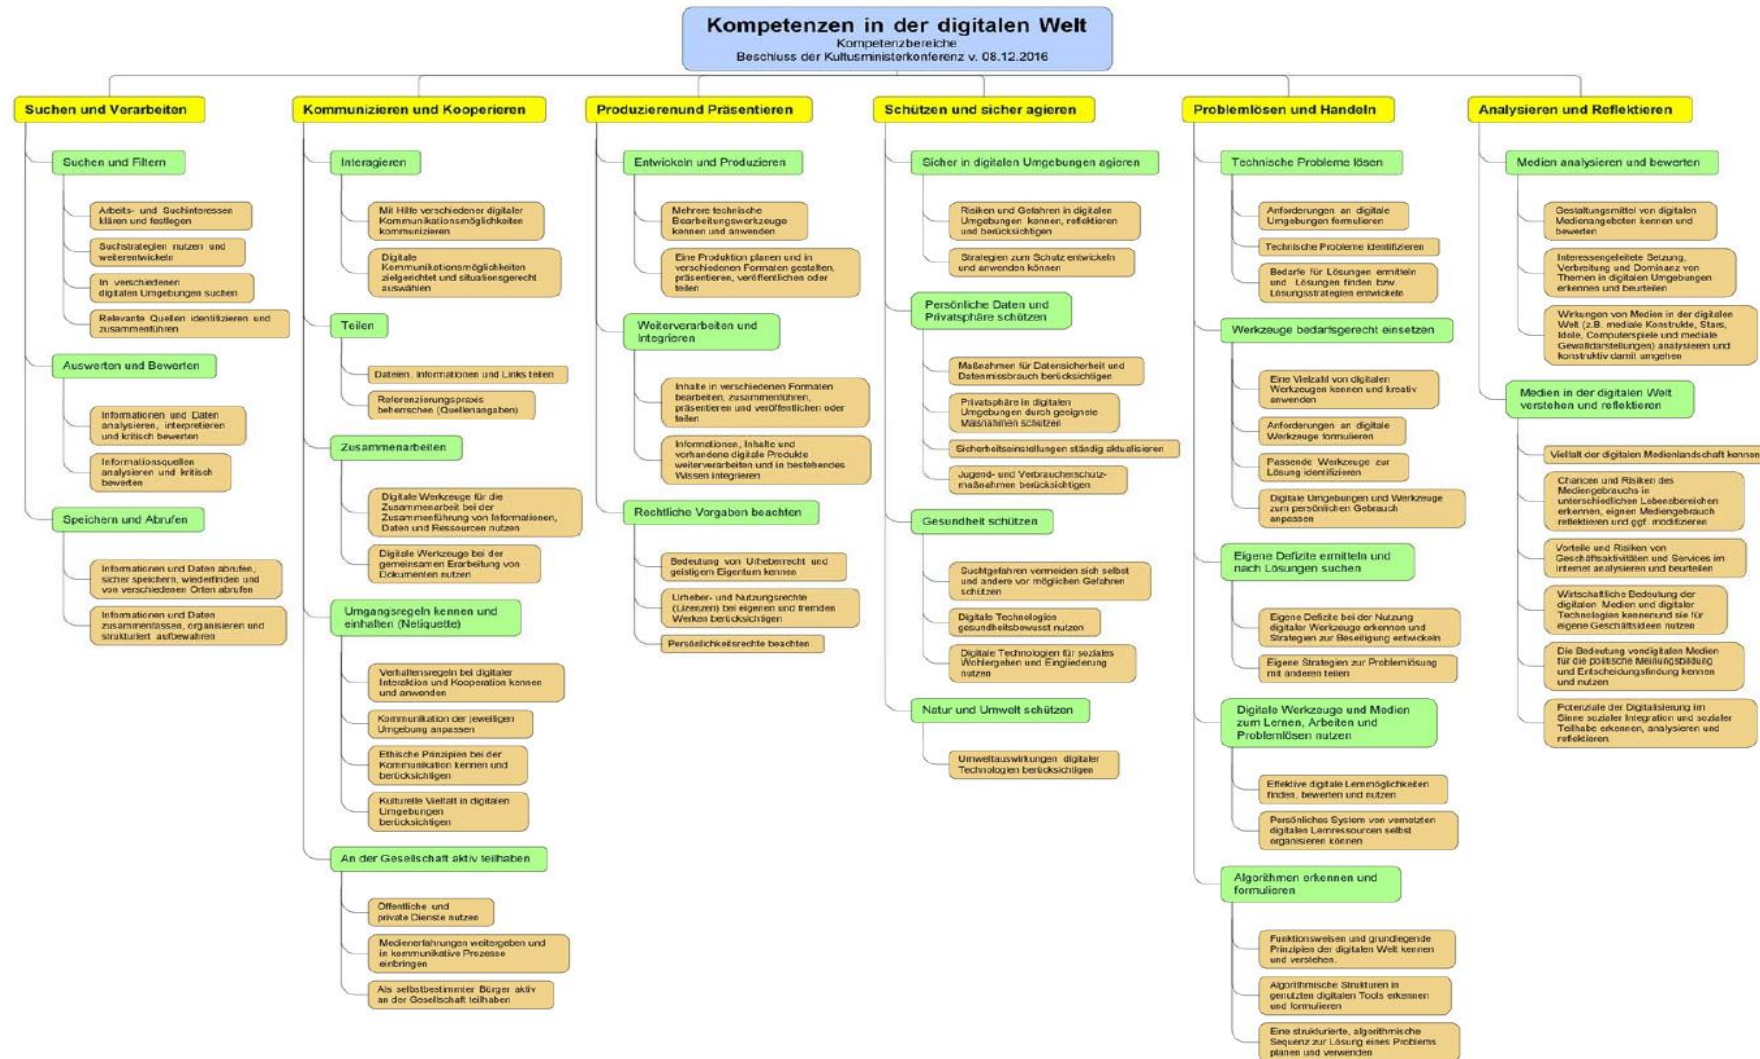 Kompetenzen in der digitalen Welt
Kompetenzbereiche
Beschluss der Kultusministerkonferenz v. 08.12.2016
Suchen und Verarbeiten
Suchen und Filtern
Arbeits- und Suchinteressen
klären und festlegen
Suchstrategien nutzen und
weiterentwickeln
In verschiedenen
digitalen Umgebungen suchen
Relevante Quellen identifizieren und
zusammenführen
Auswerten und Bewerten
Informationen und Daten
analysieren, interpretieren
und kritisch bewerten
Informationsquellen
analysieren und kritisch
bewerten
Speichern und Abrufen
Informationen und Daten abrufen,
sicher speichern, wiederfinden und
von verschiedenen Orten abrufen
Informationen und Daten
zusammenfassen, organisieren und
strukturiert aufbewahren
Kommunizieren und Kooperieren
Interagieren
Mit Hilfe verschiedener digitaler
Kommunikationsmöglichkeiten
kommunizieren
Digitale
Kommunikationsmöglichkeiten
zielgerichtet und situationsgerecht
auswählen
Teilen
Dateien, Informationen und Links teilen
Referenzierungspraxis
beherrschen (Quellenangaben)
Zusammenarbeiten
Digitale Werkzeuge für die
Zusammenarbeit bei der
Zusammenführung von Informationen,
Daten und Ressourcen nutzen
Digitale Werkzeuge bei der
gemeinsamen Erarbeitung von
Dokumenten nutzen
Umgangsregeln kennen und
einhalten (Netiquette)
Verhaltensregeln bei digitaler
Interaktion und Kooperation kennen
und anwenden
Kommunikation der jeweiligen
Umgebung anpassen
Ethische Prinzipien bei der
Kommunikation kennen und
berücksichtigen
Kulturelle Vielfalt in digitalen
Umgebungen
berücksichtigen
An der Gesellschaft aktiv teilhaben
Öffentliche und
private Dienste nutzen
Medienerfahrungen weitergeben und
in kommunikative Prozesse
einbringen
Als selbstbestimmter Bürger aktiv
an der Gesellschaft teilhaben
Produzierenund Präsentieren
Entwickeln und Produzieren
Mehrere technische
Bearbeitungswerkzeuge
kennen und anwenden
Eine Produktion planen und in
verschiedenen Formaten gestalten,
präsentieren, veröffentlichen oder
teilen
Weiterverarbeiten und
Integrieren
Inhalte in verschiedenen Formaten
bearbeiten, zusammenführen,
präsentieren und veröffentlichen oder
teilen
Informationen, Inhalte und
vorhandene digitale Produkte
weiterverarbeiten und in bestehendes
Wissen integrieren
Rechtliche Vorgaben beachten
Bedeutung von Urheberrecht und
geistigem Eigentum kennen
Urheber- und Nutzungsrechte
(Lizenzen) bei eigenen und fremden
Werken berücksichtigen
Persönlichkeitsrechte beachten
Schützen und sicher agieren
Sicher in digitalen Umgebungen agieren
Risiken und Gefahren in digitalen
Umgebungen kennen, reflektieren
und berücksichtigen
Strategien zum Schutz entwickeln
und anwenden können
Persönliche Daten und
Privatsphäre schützen
Maßnahmen für Datensicherheit und
Datenmissbrauch berücksichtigen
Privatsphäre in digitalen
Umgebungen durch geeignete
Maßnahmen schützen
Sicherheitseinstellungen ständig aktualisieren
Jugend- und Verbraucherschutz-
maßnahmen berücksichtigen
Gesundheit schützen
Suchtgefahren vermeiden sich selbst
und andere vor möglichen Gefahren
schützen
Digitale Technologien
gesundheitsbewusst nutzen
Digitale Technologien für soziales
Wohlergehen und Eingliederung
nutzen
Natur und Umwelt schützen
Umweltauswirkungen digitaler
Technologien berücksichtigen
Problemlösen und Handeln
Technische Probleme lösen
Anforderungen an digitale
Umgebungen formulieren
Technische Probleme identifizieren
Bedarfe für Lösungen ermitteln
und Lösungen finden bzw.
Lösungsstrategien entwickeln
Werkzeuge bedarfsgerecht einsetzen
Eine Vielzahl von digitalen
Werkzeugen kennen und kreativ
anwenden
Anforderungen an digitale
Werkzeuge formulieren
Passende Werkzeuge zur
Lösung identifizieren
Digitale Umgebungen und Werkzeuge
zum persönlichen Gebrauch
anpassen
Eigene Defizite ermitteln und
nach Lösungen suchen
Eigene Defizite bei der Nutzung
digitaler Werkzeuge erkennen und
Strategien zur Beseitigung entwickeln
Eigene Strategien zur Problemlösung
mit anderen teilen
Digitale Werkzeuge und Medien
zum Lernen, Arbeiten und
Problemlösen nutzen
Effektive digitale Lernmöglichkeiten
finden, bewerten und nutzen
Persönliches System von vernetzten
digitalen Lernressourcen selbst
organisieren können
Algorithmen erkennen und
formulieren
Funktionsweisen und grundlegende
Prinzipien der digitalen Welt kennen
und verstehen.
Algorithmische Strukturen in
genutzten digitalen Tools erkennen
und formulieren
Eine strukturierte, algorithmische
Sequenz zur Lösung eines Problems
planen und verwenden
Analysieren und Reflektieren
Medien analysieren und bewerten
Gestaltungsmittel von digitalen
Medienangeboten kennen und
bewerten
Interessengeleitete Setzung,
Verbreitung und Dominanz von
Themen in digitalen Umgebungen
erkennen und beurteilen
Wirkungen von Medien in der digitalen
Welt (z.B. mediale Konstrukte, Stars,
Idole, Computerspiele und mediale
Gewaltdarstellungen) analysieren und
konstruktiv damit umgehen
Medien in der digitalen Welt
verstehen und reflektieren
Vielfalt der digitalen Medienlandschaft kennen
Chancen und Risiken des
Mediengebrauchs in
unterschiedlichen Lebensbereichen
erkennen, eignen Mediengebrauch
reflektieren und ggf. modifizieren
Vorteile und Risiken von
Geschäftsaktivitäten und Services im
Internet analysieren und beurteilen
Wirtschaftliche Bedeutung der
digitalen Medien und digitaler
Technologien kennenund sie für
eigene Geschäftsideen nutzen
Die Bedeutung vondigitalen Medien
für die politische Meinungsbildung
und Entscheidungsfindung kennen
und nutzen
Potenziale der Digitalisierung im
Sinne sozialer Integration und sozialer
Teilhabe erkennen, analysieren und
reflektieren.